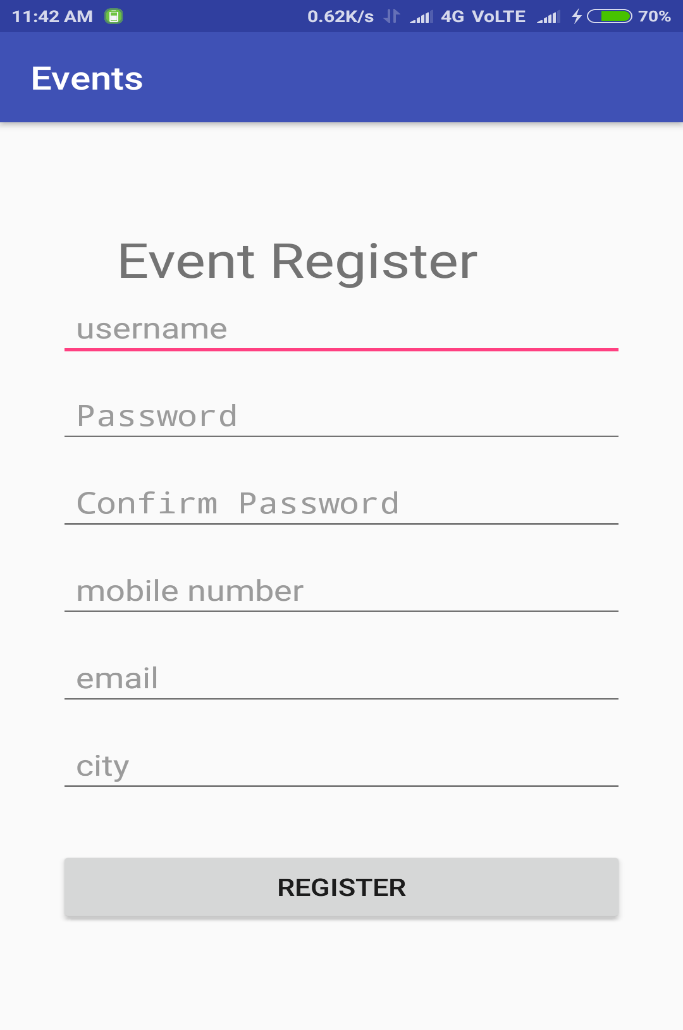 11:42 AM 0.62K/s 4G VoLTE 70%
Events
Event Register
username
Password
Confirm Password
mobile number
email
city
REGISTER